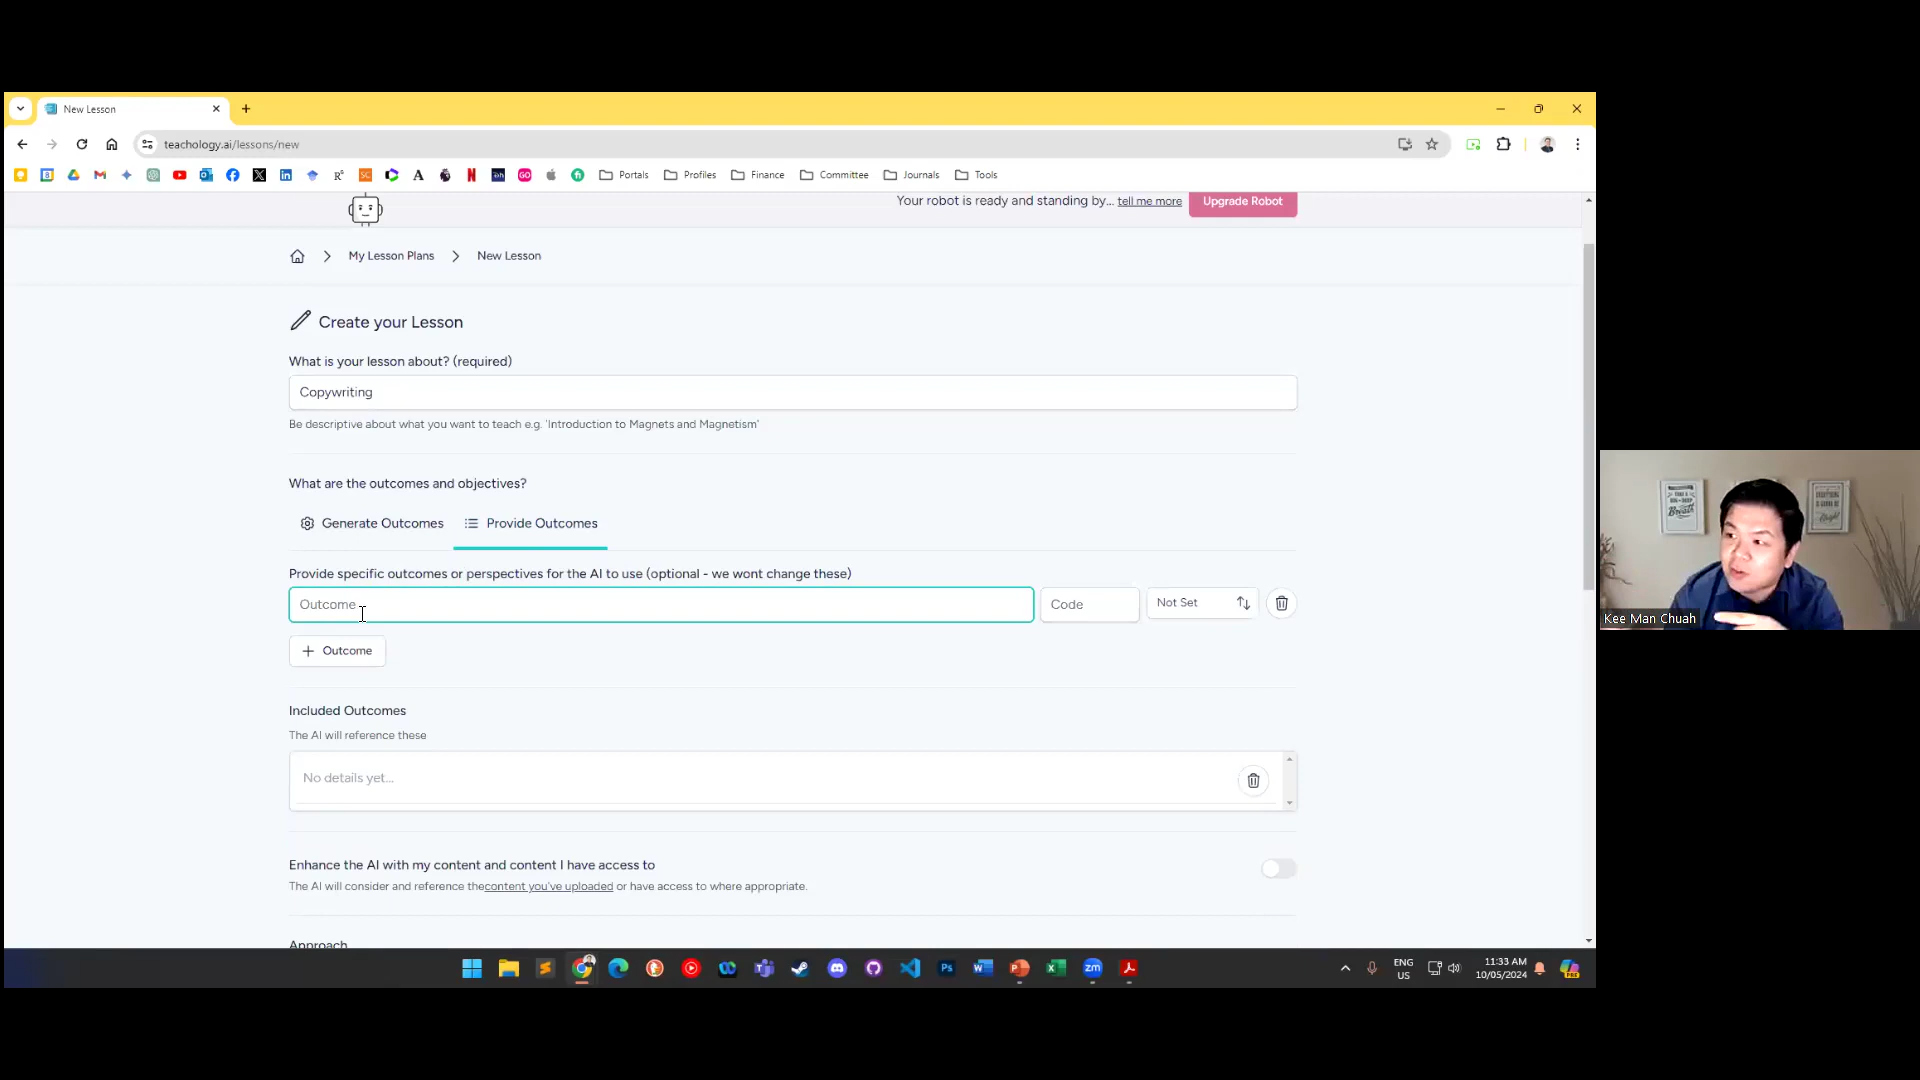 New Lesson
teachology.ai/lessons/new
Portals Profiles Finance Committee Journals Tools
Your robot is ready and standing by... tell me more Upgrade Robot
My Lesson Plans New Lesson
Create your Lesson
What is your lesson about? (required)
Copywriting
Be descriptive about what you want to teach e.g. 'Introduction to Magnets and Magnetism'
What are the outcomes and objectives?
Generate Outcomes Provide Outcomes
Provide specific outcomes or perspectives for the AI to use (optional - we wont change these)
Outcome Code Not Set
Outcome
Included Outcomes
The AI will reference these
No details yet...
Enhance the AI with my content and content I have access to
The AI will consider and reference thecontent you've uploaded or have access to where appropriate.
Approach
ENG
US
11:33 AM
10/05/2024
Kee Man Chuah